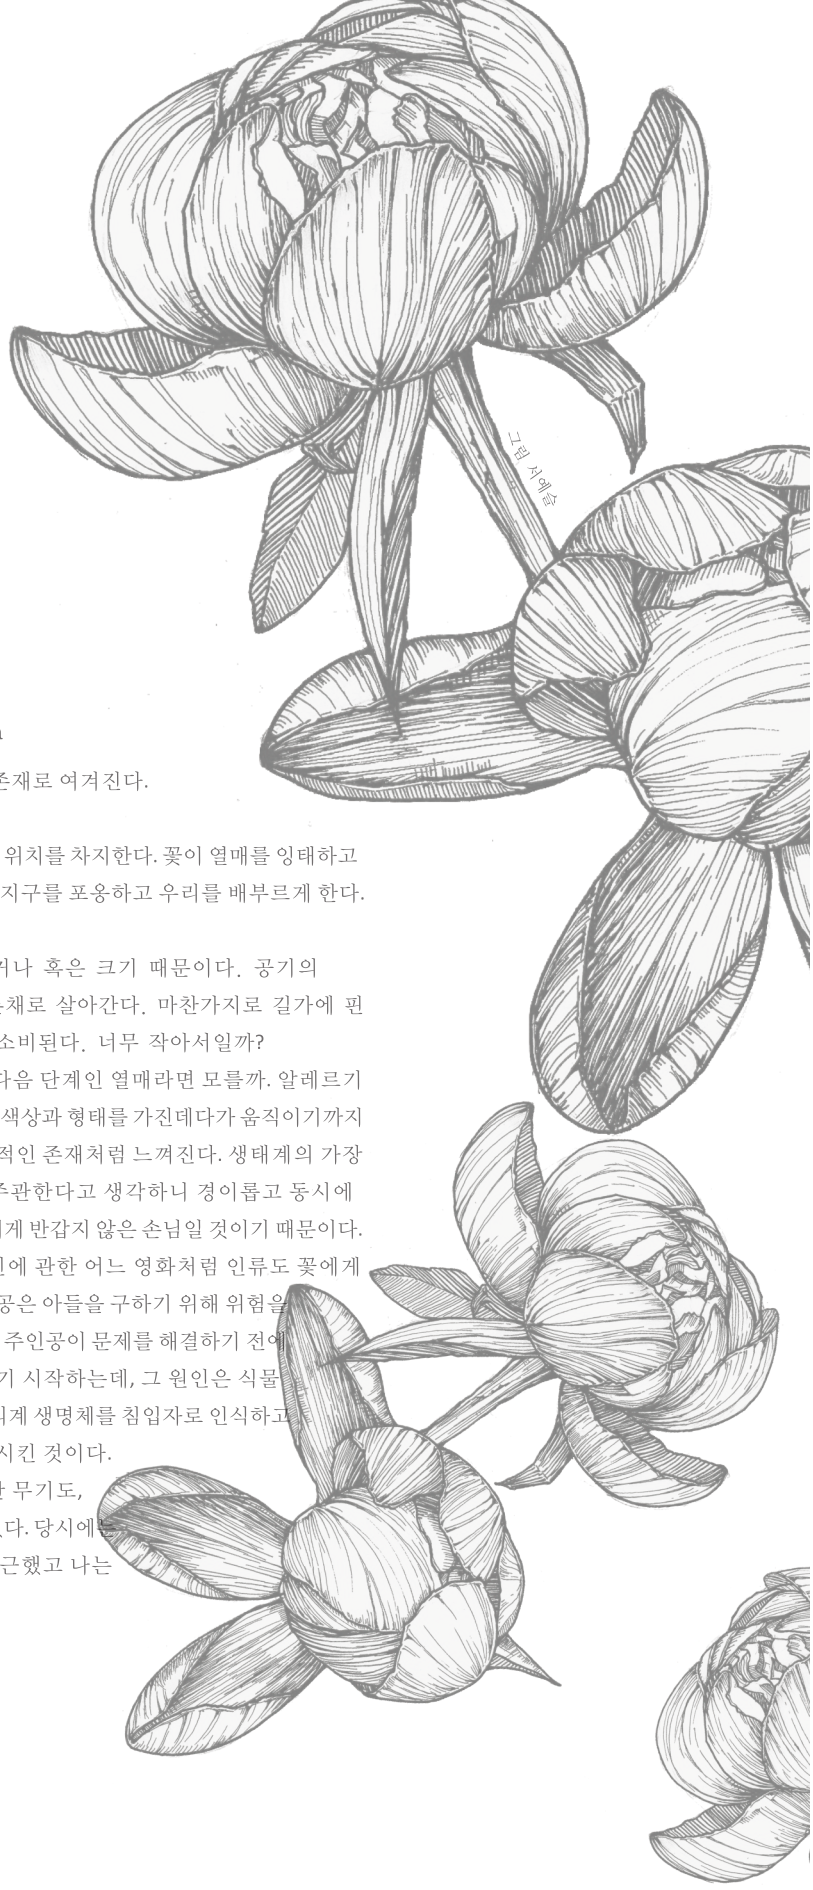 그림 서예슬
존재로 여겨진다.
위치를 차지한다. 꽃이 열매를 잉태하고
지구를 포옹하고 우리를 배부르게 한다.
거나 혹은 크기 때문이다. 공기의
채로 살아간다. 마찬가지로 길가에 핀
소비된다. 너무 작아서일까?
다음 단계인 열매라면 모를까. 알레르기
색상과 형태를 가진데다가 움직이기까지
적인 존재처럼 느껴진다. 생태계의 가장
주관한다고 생각하니 경이롭고 동시에
에게 반갑지 않은 손님일 것이기 때문이다.
인에 관한 어느 영화처럼 인류도 꽃에게
공은 아들을 구하기 위해 위험을
주인공이 문제를 해결하기 전에
기 시작하는데, 그 원인은 식물
외계 생명체를 침입자로 인식하고
시킨 것이다.
무기도,
다. 당시에는
근했고 나는